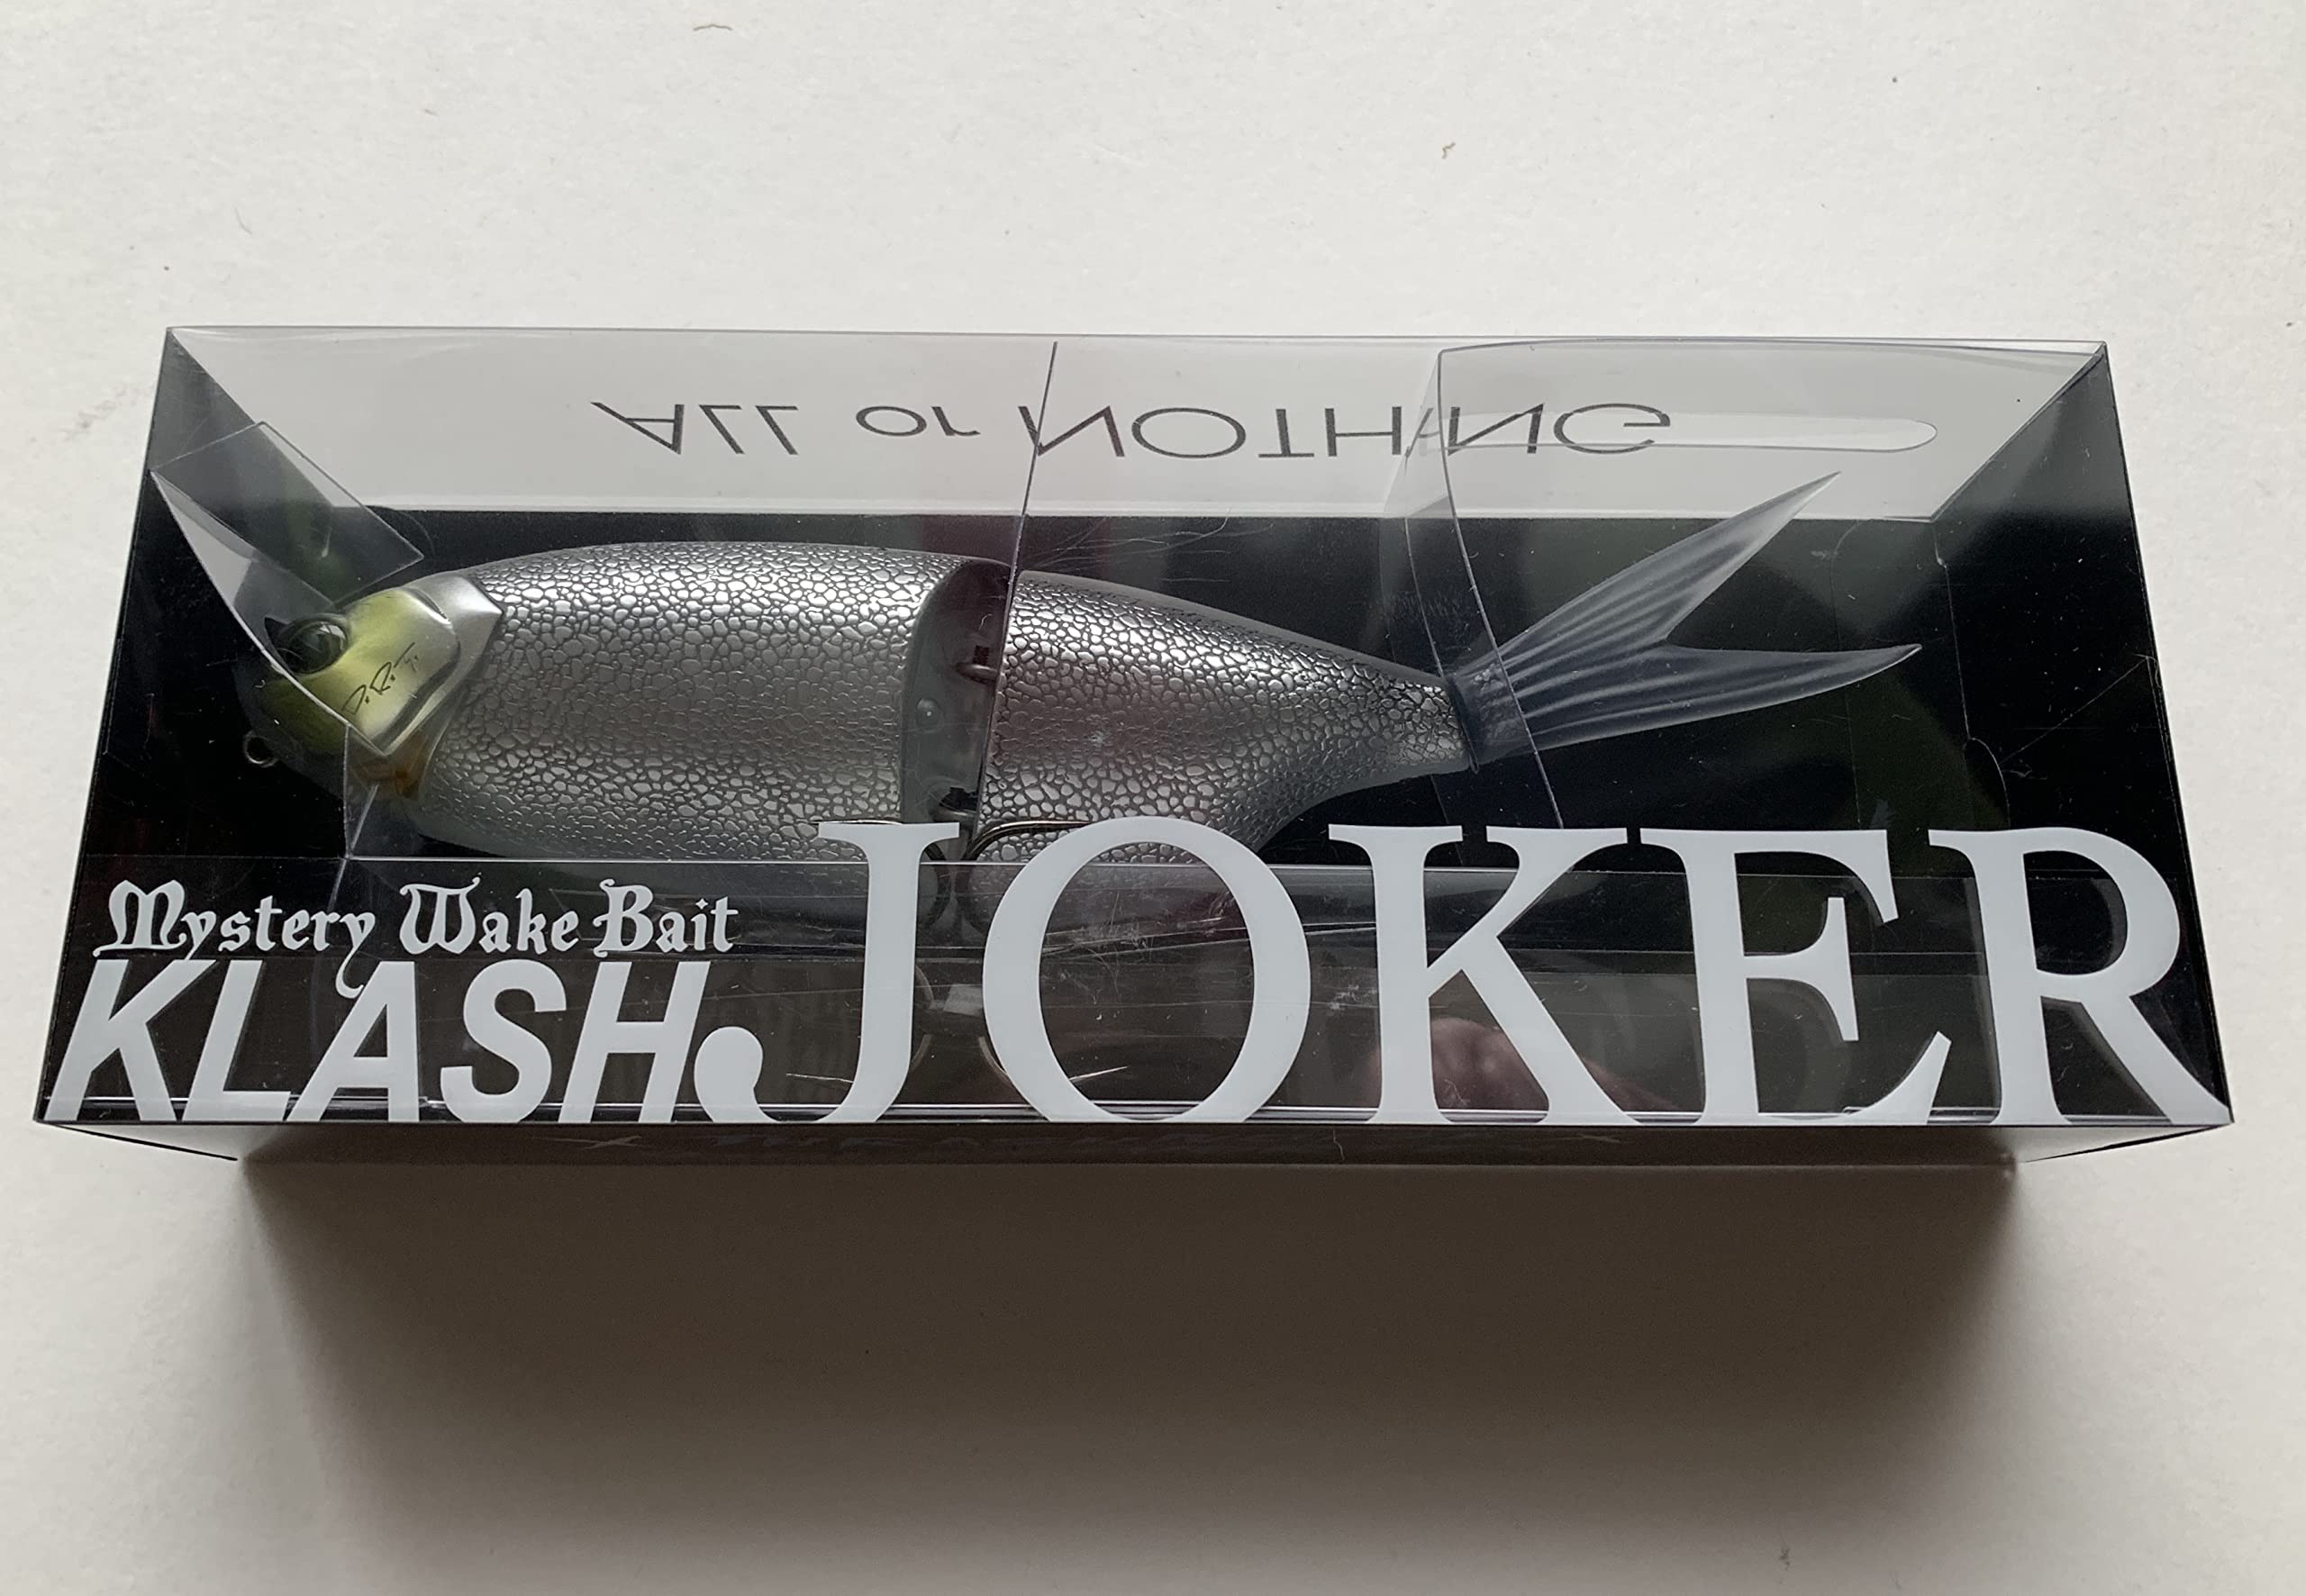 ALL or NOTHING
D.R.T.
Mystery Wake Bait
KLASH JOKER